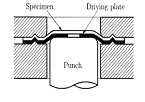 Specimen
Driving plate
Punch